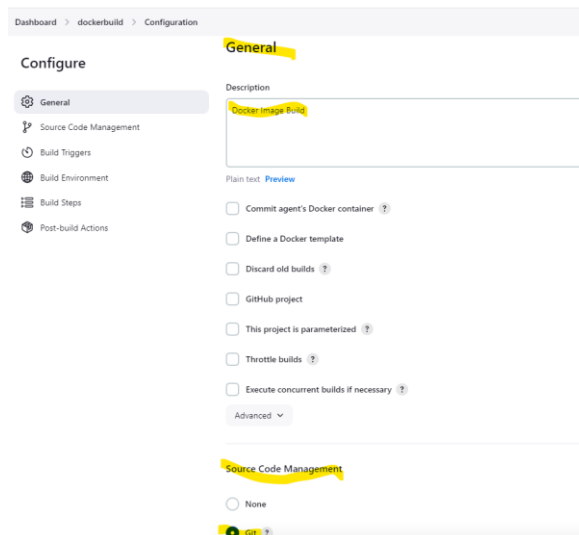 Dashboard > dockerbuild > Configuration
Configure
General
Source Code Management
Build Triggers
Build Environment
Build Steps
Post-build Actions
General
Description
Docker Image Build
Plain text Preview
Commit agent's Docker container ?
Define a Docker template
Discard old builds ?
GitHub project
This project is parameterized ?
Throttle builds ?
Execute concurrent builds if necessary ?
Advanced
Source Code Management
None
Git ?